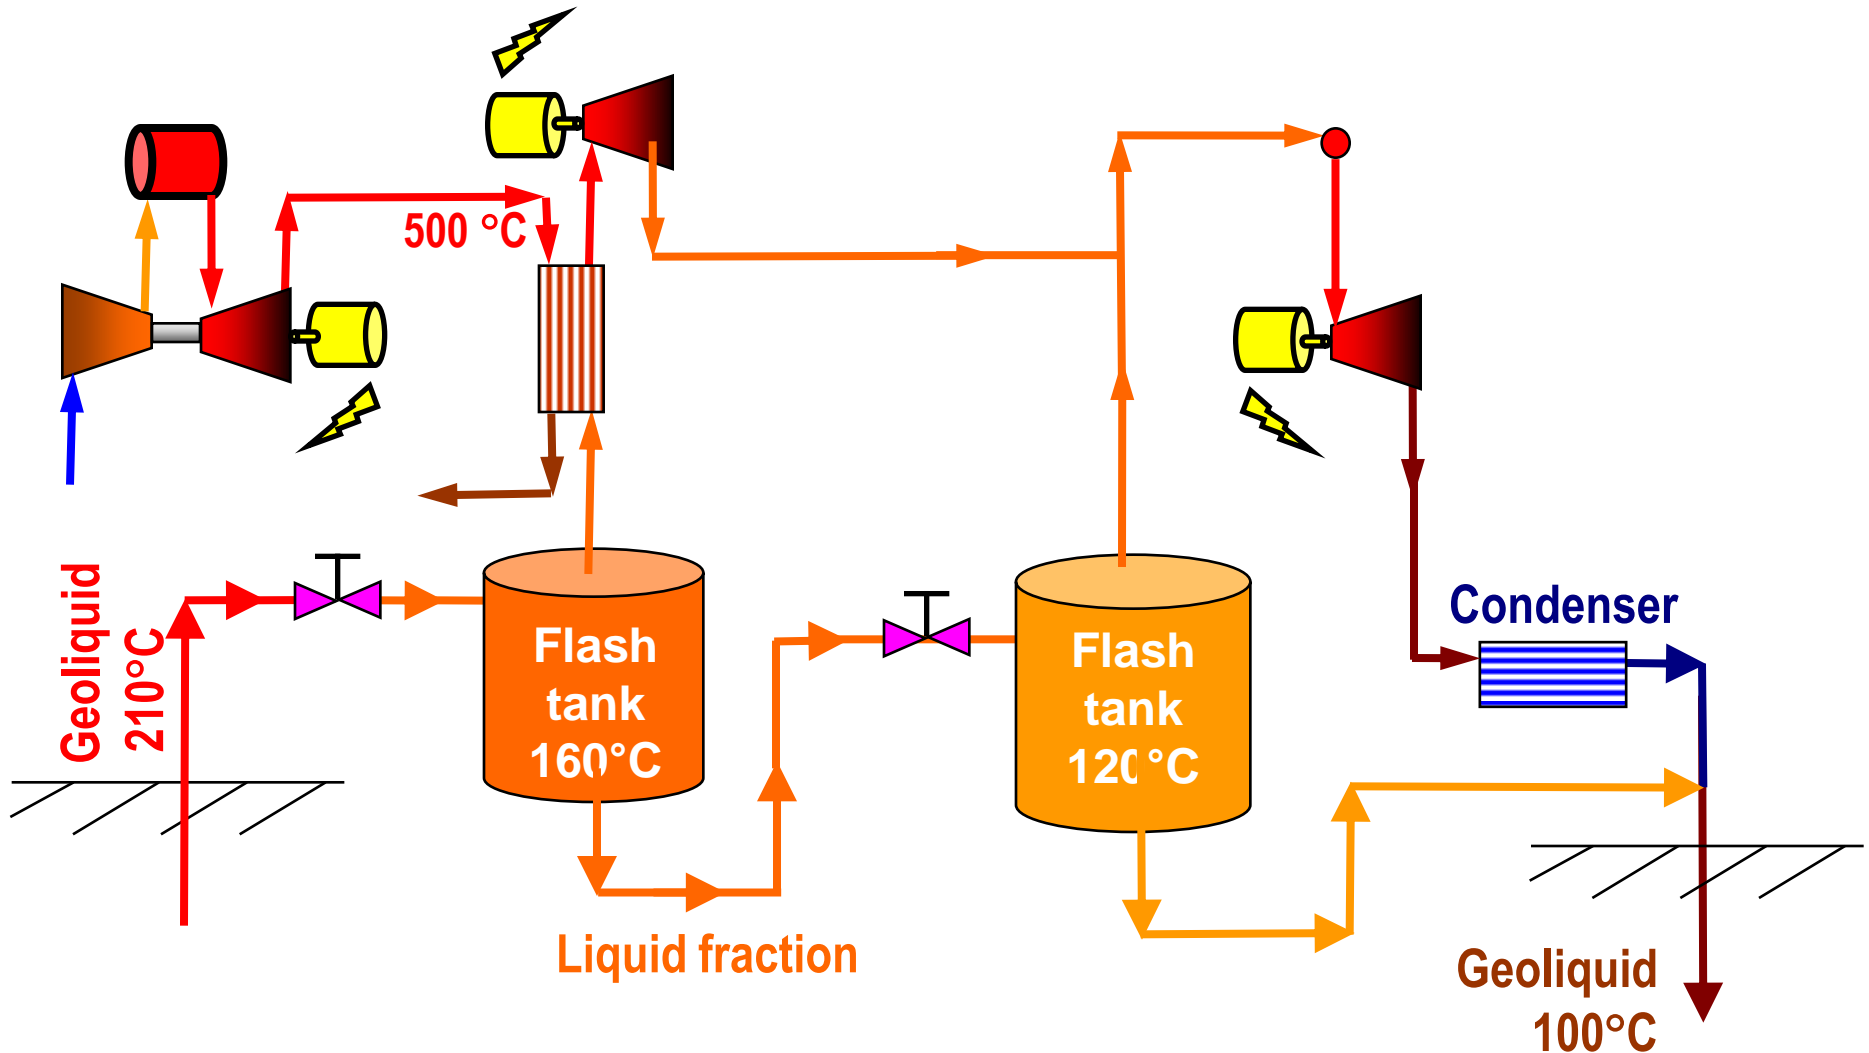 500 °C
Geoliquid
210°C
Flash
tank
160°C
Flash
tank
120°C
Condenser
Liquid fraction
Geoliquid
100°C